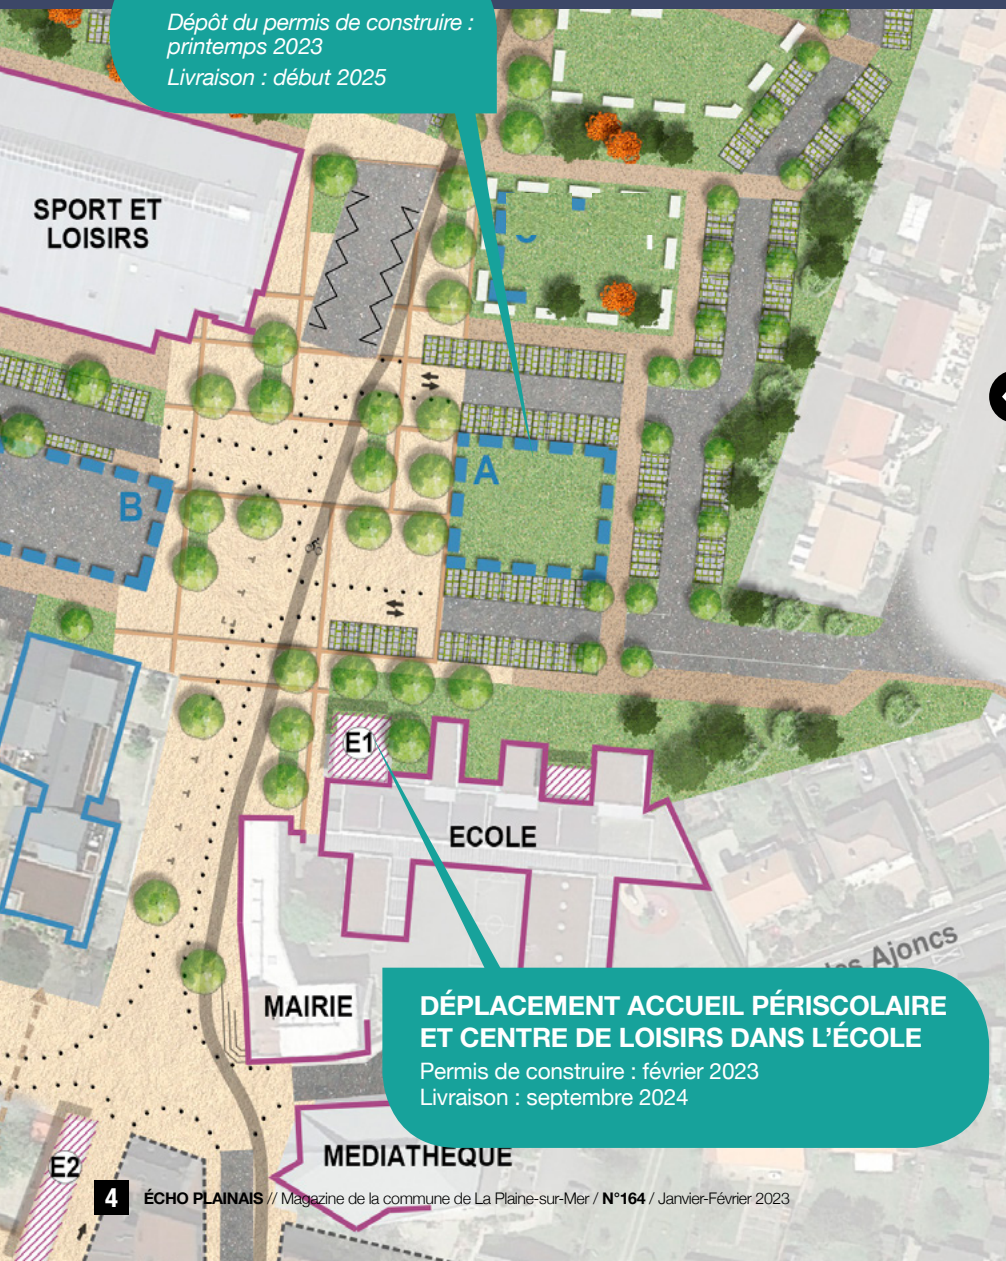 Dépôt du permis de construire :
printemps 2023
Livraison : début 2025
SPORT ET
LOISIRS
A
B
E1
ECOLE
Ajoncs
MAIRIE
DÉPLACEMENT ACCUEIL PÉRISCOLAIRE
ET CENTRE DE LOISIRS DANS L'ÉCOLE
Permis de construire : février 2023
Livraison : septembre 2024
MEDIATHEQUE
E2
4 ÉCHO PLAINAIS // Magazine de la commune de La Plaine-sur-Mer / N°164 / Janvier-Février 2023